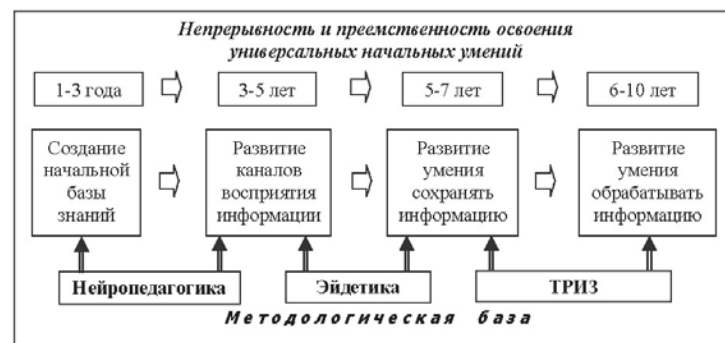 Непрерывность и преемственность освоения
универсальных начальных умений
1-3 года
3-5 лет
5-7 лет
6-10 лет
Создание
начальной
базы
знаний
Развитие
каналов
восприятия
информации
Развитие
умения
сохранять
информацию
Развитие
умения
обрабатывать
информацию
Нейропедагогика
Эйдетика
ТРИЗ
Методологическая база